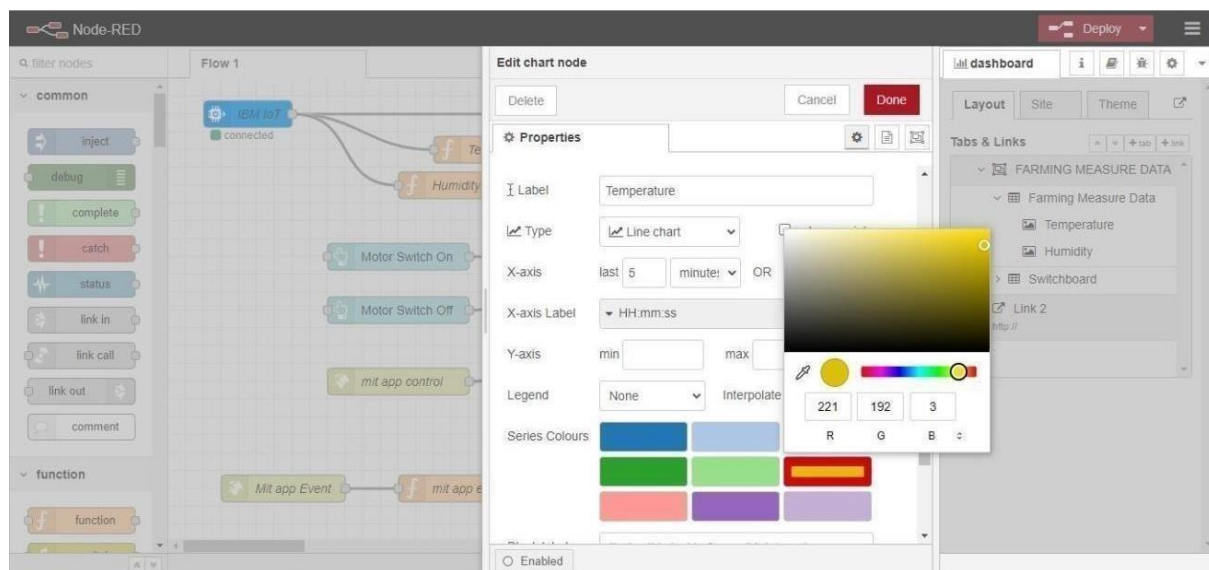 Node-RED
Deploy
filter nodes
Flow 1
Edit chart node
dashboard
i
common
Delete
Cancel
Done
Layout
Site
Theme
IBM IoT
connected
inject
Properties
Tabs & Links
tab
link
FARMING MEASURE DATA
debug
Humidity
Label
Temperature
Farming Measure Data
complete
Type
Line chart
Temperature
catch
Motor Switch On
X-axis
last
5
OR
Humidity
status
Switchboard
link in
Motor Switch Off
X-axis Label
HH:mm:ss
Link 2
http://
link call
Y-axis
min
max
link out
mit app control
Legend
None
Interpolate
221
192
3
comment
Series Colours
R
G
B
function
Mit app Event
mit app e
function
Enabled